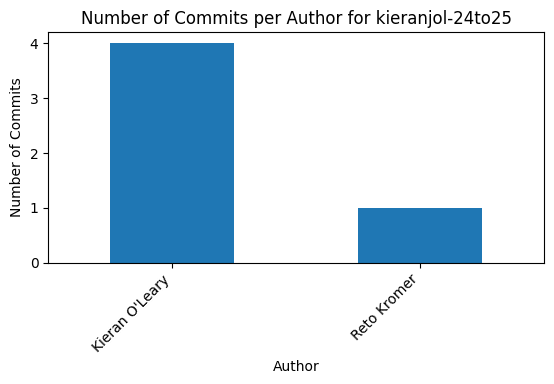 Number of Commits per Author for kieranjol-24to25
Number of Commits
4
3
2
1
0
Kieran O'Leary
Reto Kromer
Author